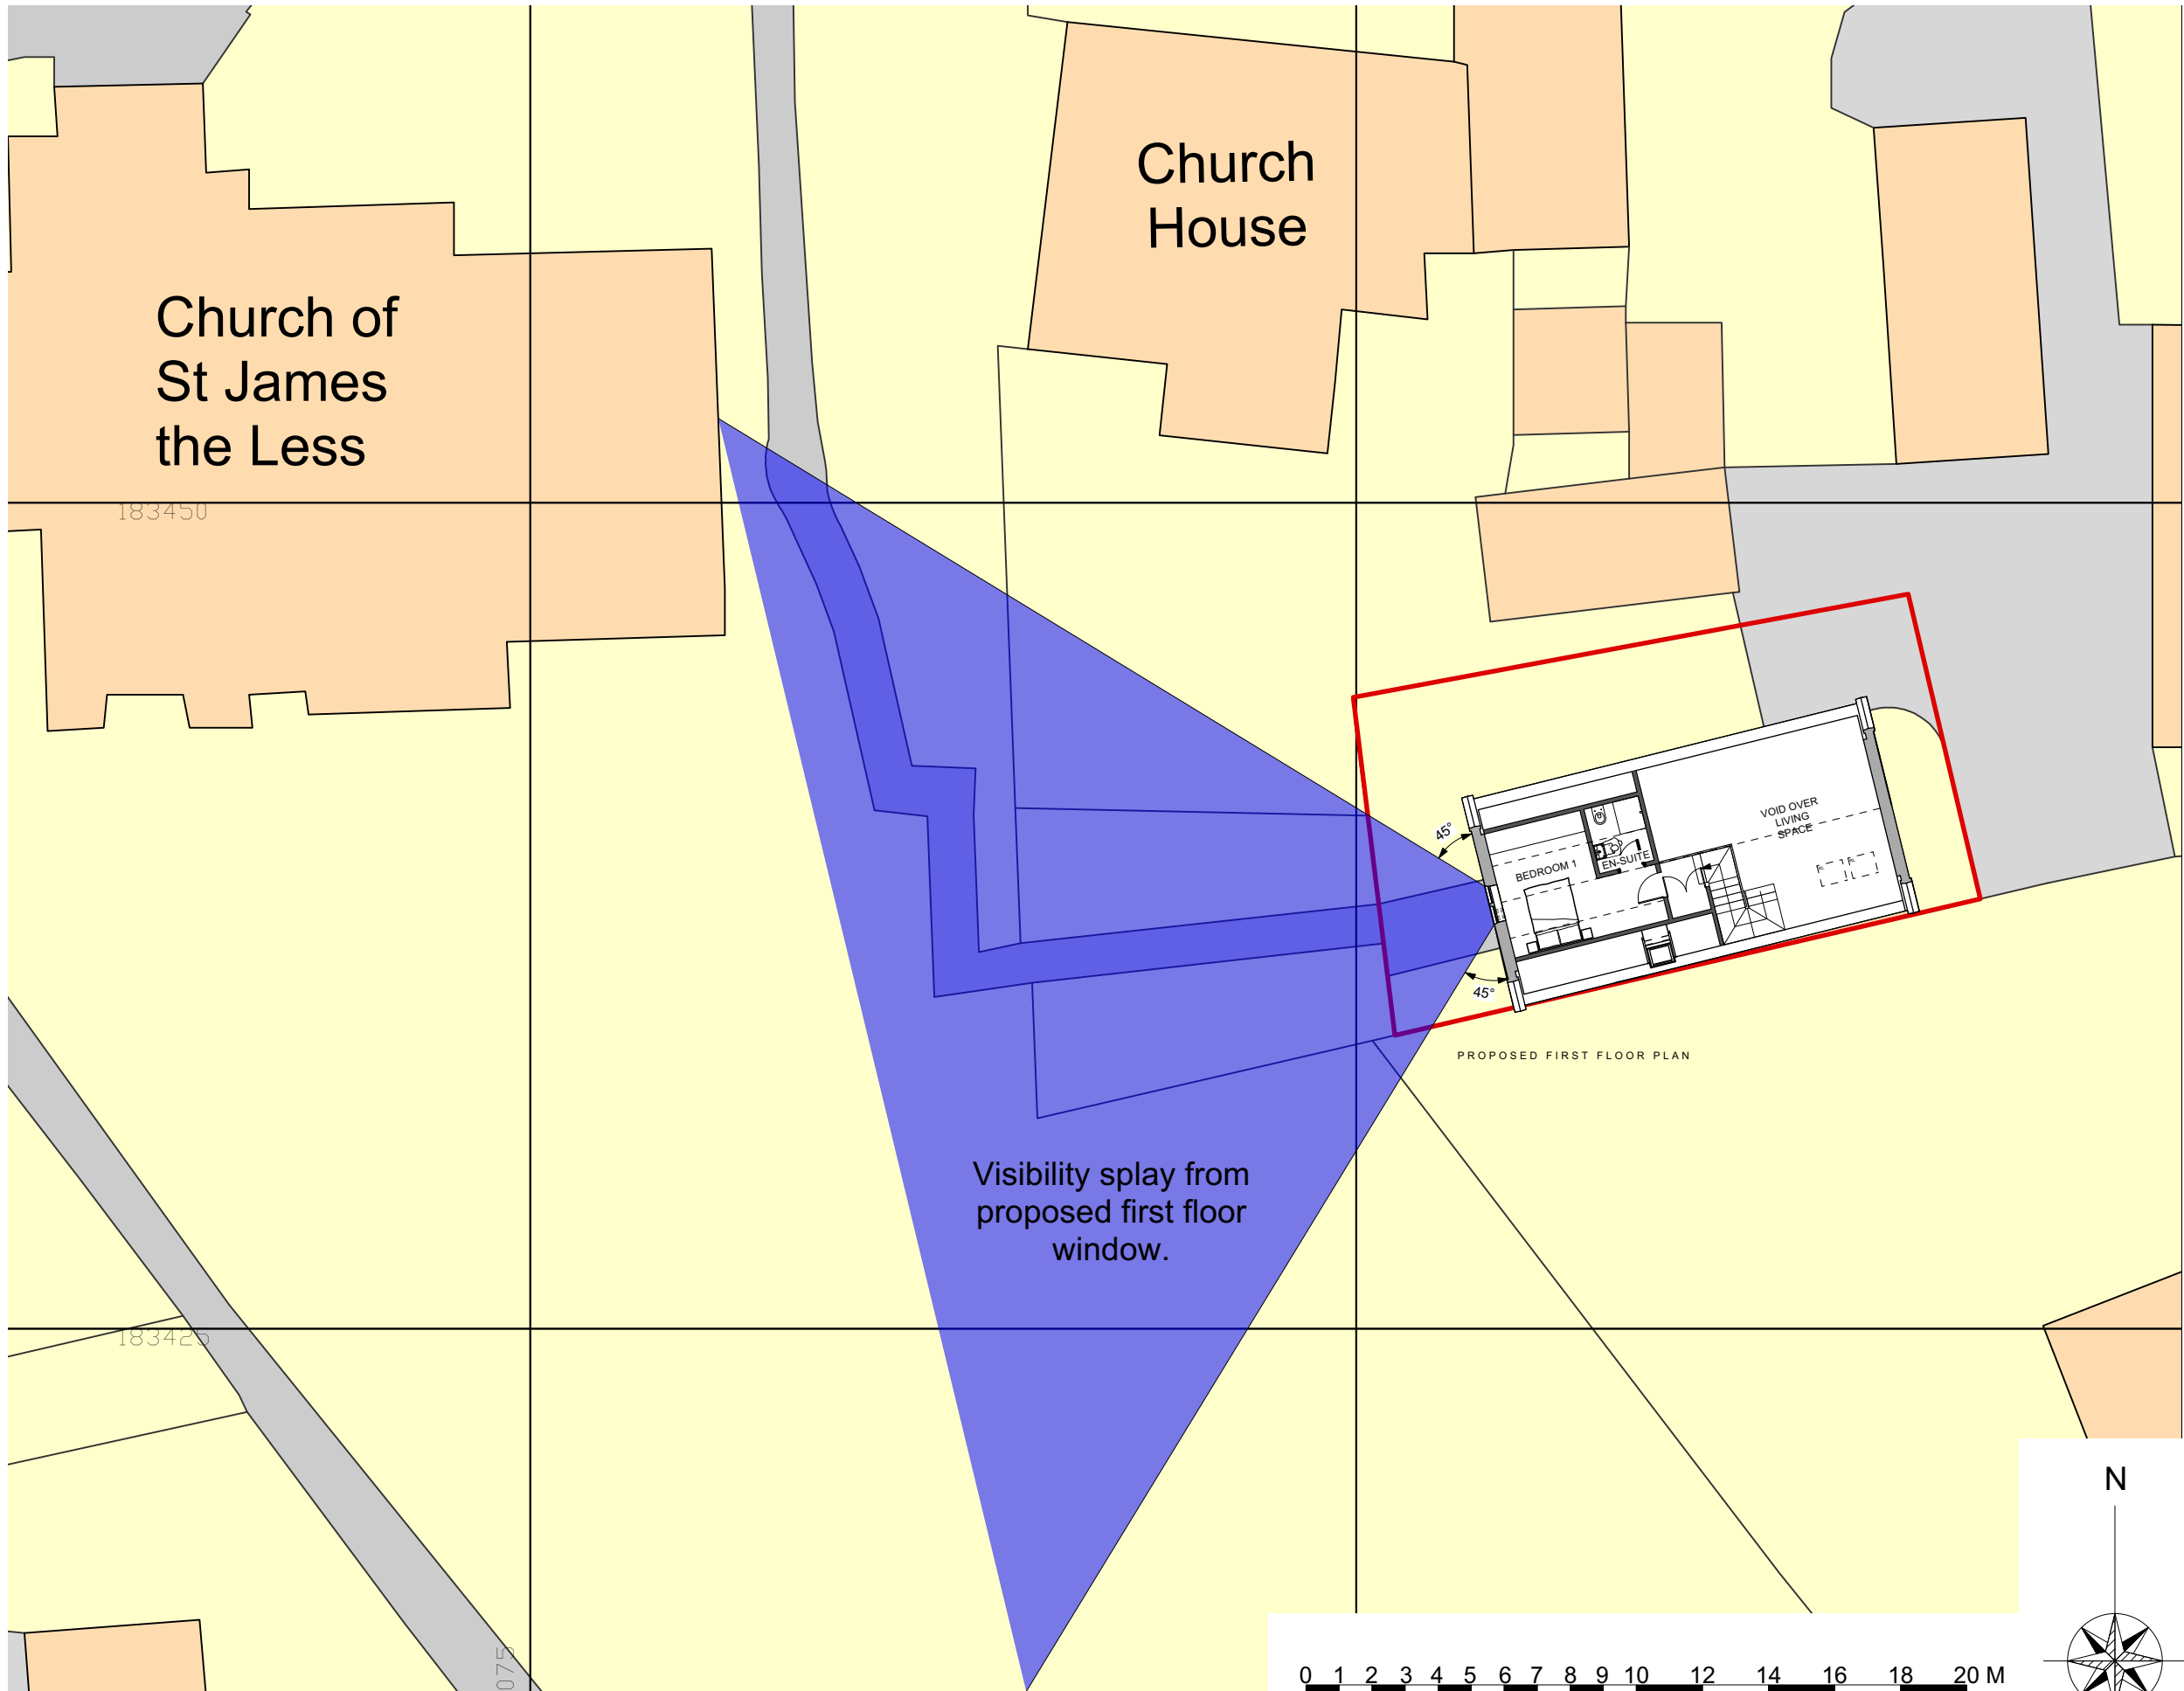 Church
House
Church of
St James
the Less
183450
VOID OVER
LIVING
SPACE
45°
EN-SUITE
BEDROOM 1
45°
PROPOSED FIRST FLOOR PLAN
Visibility splay from
proposed first floor
window.
183425
N
075
0 1 2 3 4 5 6 7 8 9 10 12 14 16 18 20 M